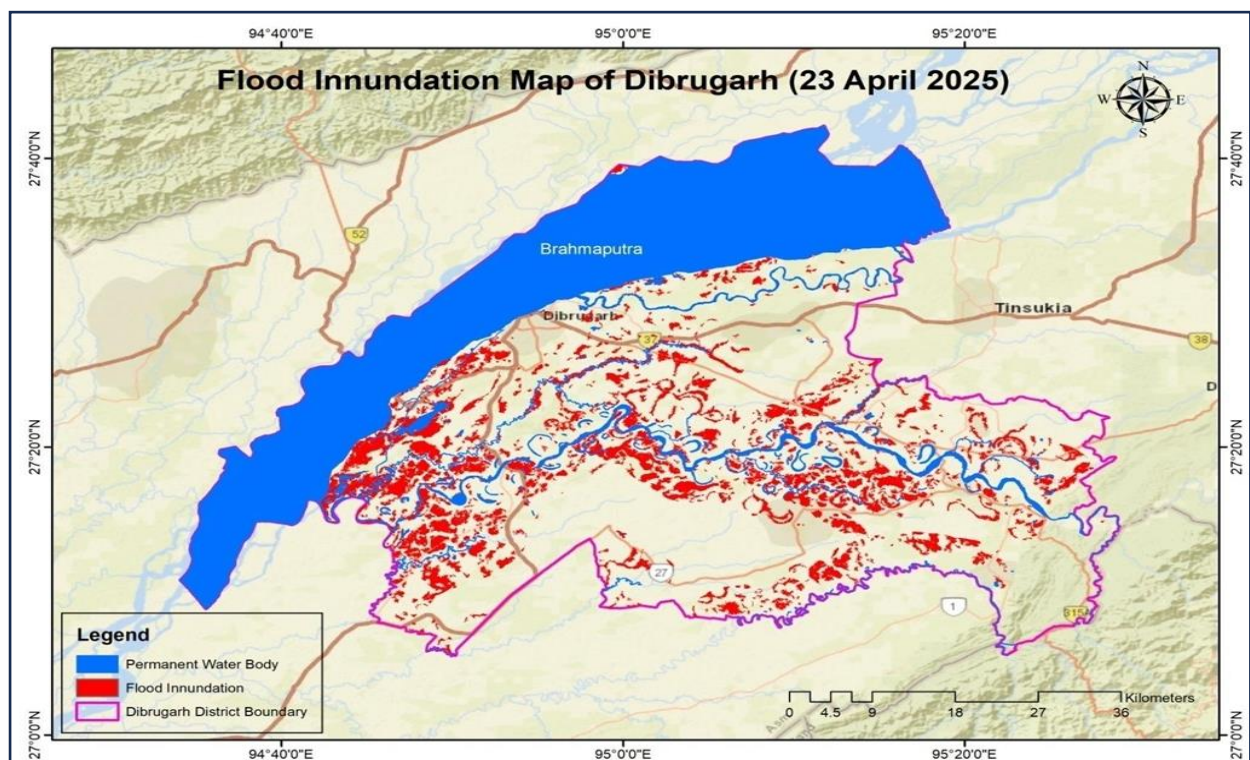 94°40'0"E 95°0'0"E 95°20'0"E
Flood Innundation Map of Dibrugarh (23 April 2025)
N
W E
S
27°40'0"N 27°40'0"N
52
Brahmaputra
Dibrugarh
Tinsukia
37
38
D
27°20'0"N 27°20'0"N
27
1
315A
Legend
Permanent Water Body
Flood Innundation
Dibrugarh District Boundary
Kilometers
0 4.5 9 18 27 36
27°0'0"N 27°0'0"N
94°40'0"E 95°0'0"E 95°20'0"E